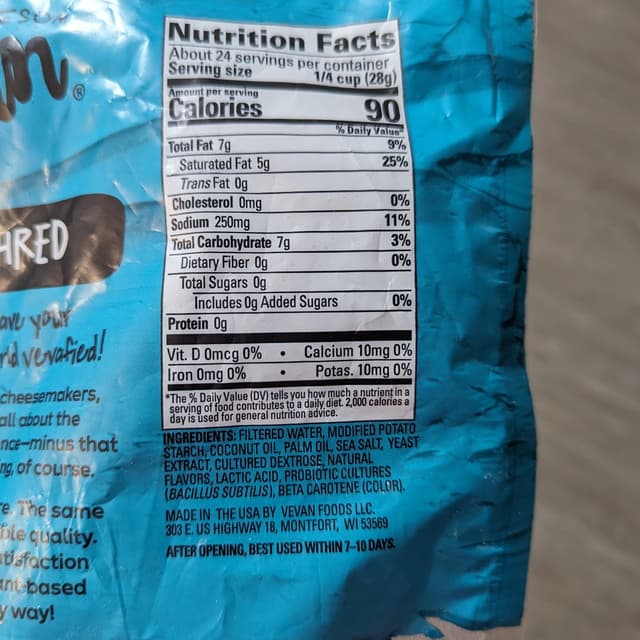 ®
Nutrition Facts
About 24 servings per container
Serving size 1/4 cup (28g)
Amount per serving
Calories 90
% Daily Value*
Total Fat 7g 9%
Saturated Fat 5g 25%
Trans Fat 0g
Cholesterol 0mg 0%
Sodium 250mg 11%
Total Carbohydrate 7g 3%
Dietary Fiber 0g 0%
Total Sugars 0g
Includes 0g Added Sugars 0%
Protein 0g
Vit. D 0mcg 0% • Calcium 10mg 0%
Iron 0mg 0% • Potas. 10mg 0%
*The % Daily Value (DV) tells you how much a nutrient in a
serving of food contributes to a daily diet. 2,000 calories a
day is used for general nutrition advice.
INGREDIENTS: FILTERED WATER, MODIFIED POTATO
STARCH, COCONUT OIL, PALM OIL, SEA SALT, YEAST
EXTRACT, CULTURED DEXTROSE, NATURAL
FLAVORS, LACTIC ACID, PROBIOTIC CULTURES
(BACILLUS SUBTILIS), BETA CAROTENE (COLOR).
MADE IN THE USA BY VEVAN FOODS LLC.
303 E. US HIGHWAY 18, MONTFORT, WI 53569
AFTER OPENING, BEST USED WITHIN 7-10 DAYS.
HRED
ave your
rld vevafied!
cheesemakers,
all about the
nce-minus that
ng, of course.
re. The same
ble quality.
tisfaction
ant-based
y way!